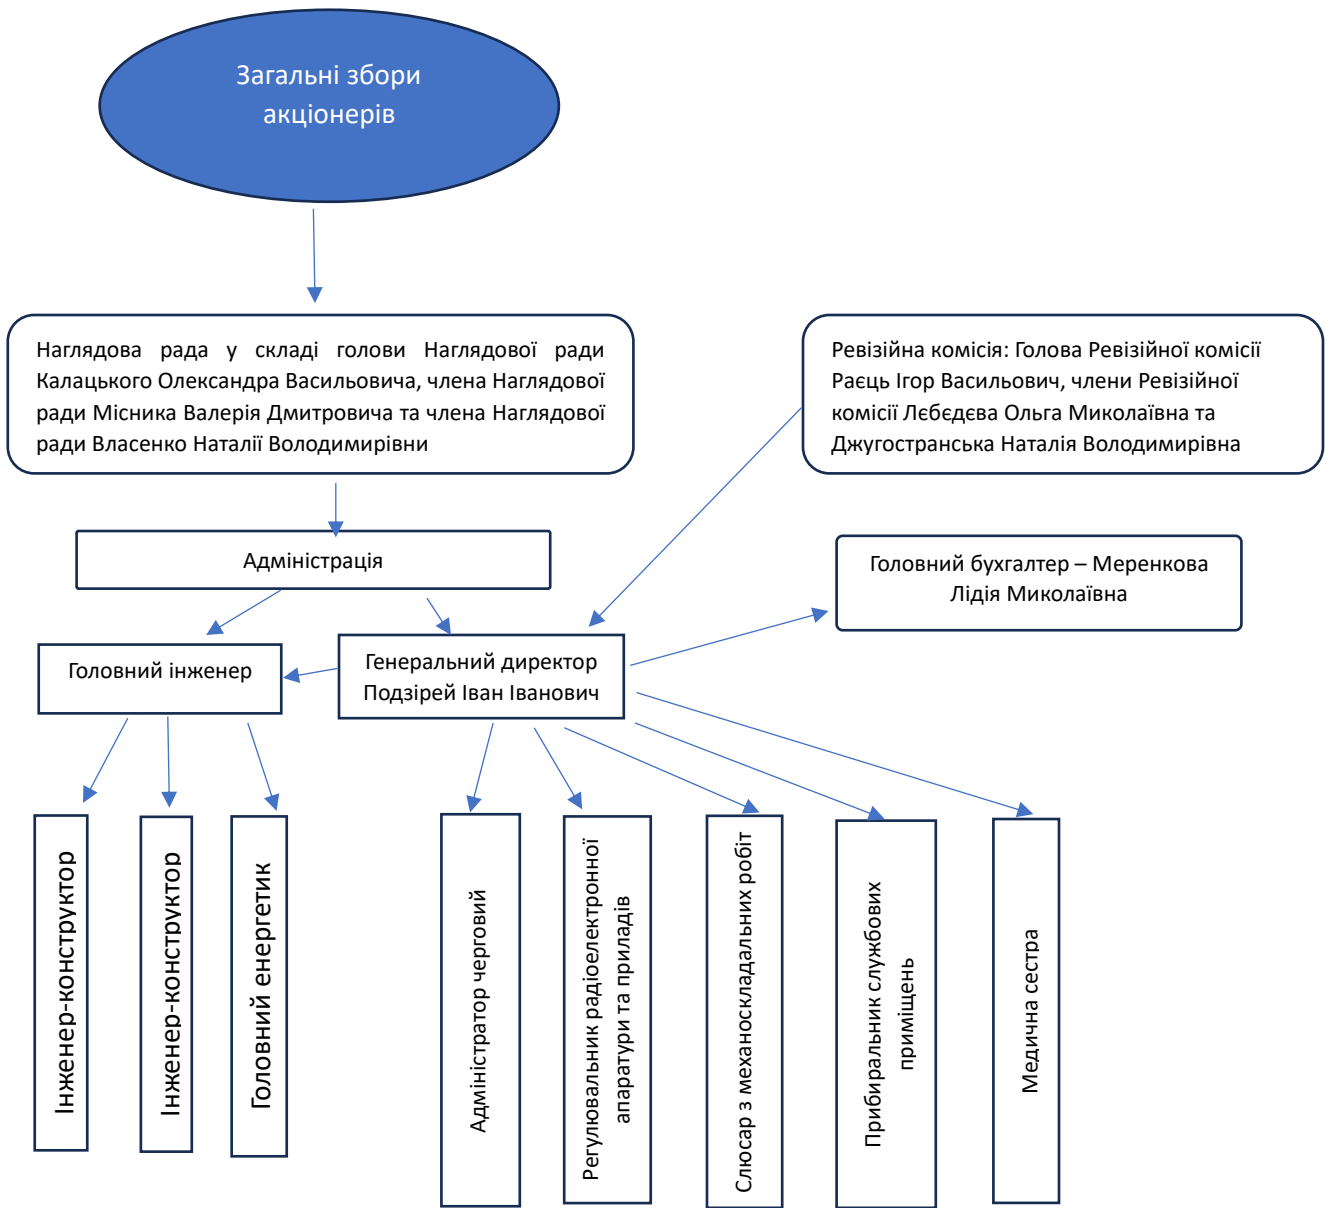 Загальні збори
акціонерів
Наглядова рада у складі голови Наглядової ради
Калацького Олександра Васильовича, члена Наглядової
ради Місника Валерія Дмитровича та члена Наглядової
ради Власенко Наталії Володимирівни
Ревізійна комісія: Голова Ревізійної комісії
Раєць Ігор Васильович, члени Ревізійної
комісії Лєбєдєва Ольга Миколаївна та
Джугостранська Наталія Володимирівна
Адміністрація
Головний бухгалтер – Меренкова
Лідія Миколаївна
Головний інженер
Генеральний директор
Подзірей Іван Іванович
Інженер-конструктор
Інженер-конструктор
Головний енергетик
Адміністратор черговий
Регулювальник радіоелектронної
апаратури та приладів
Слюсар з механоскладальних робіт
Прибиральник службових
приміщень
Медична сестра